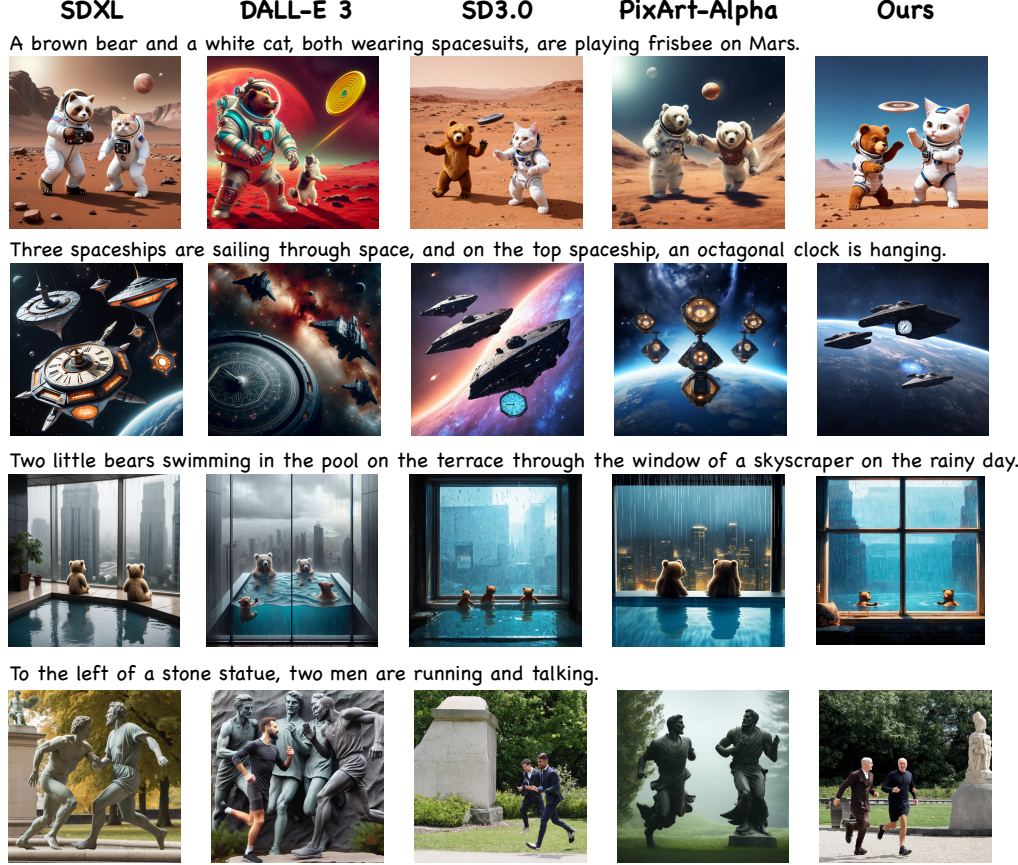 SDXL DALL-E 3 SD3.0 PixArt-Alpha Ours
A brown bear and a white cat, both wearing spacesuits, are playing frisbee on Mars.
Three spaceships are sailing through space, and on the top spaceship, an octagonal clock is hanging.
Two little bears swimming in the pool on the terrace through the window of a skyscraper on the rainy day.
To the left of a stone statue, two men are running and talking.